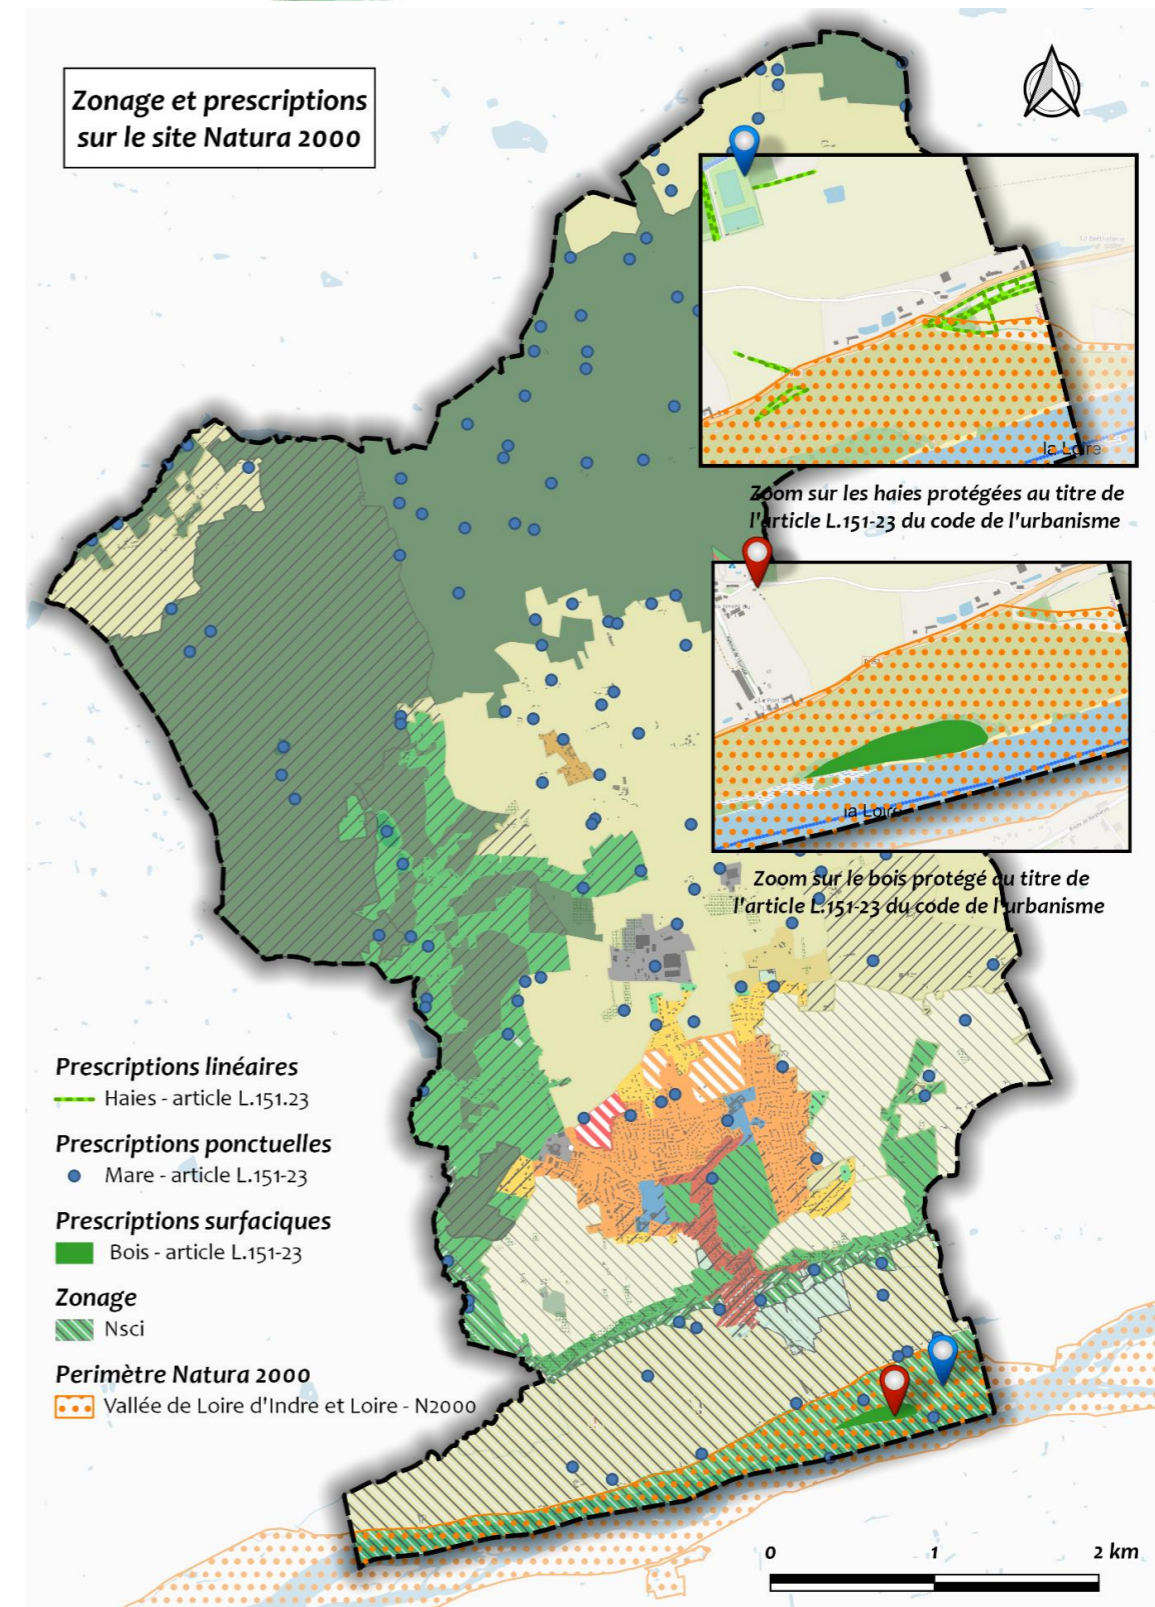 Zonage et prescriptions
sur le site Natura 2000
la Loire
Zoom sur les haies protégées au titre de
l'article L.151-23 du code de l'urbanisme
la Loire
Zoom sur le bois protégé au titre de
l'article L.151-23 du code de l'urbanisme
Prescriptions linéaires
Haies - article L.151.23
Prescriptions ponctuelles
Mare - article L.151-23
Prescriptions surfaciques
Bois - article L.151-23
Zonage
Nsci
Perimètre Natura 2000
Vallée de Loire d'Indre et Loire - N2000
0 1 2 km